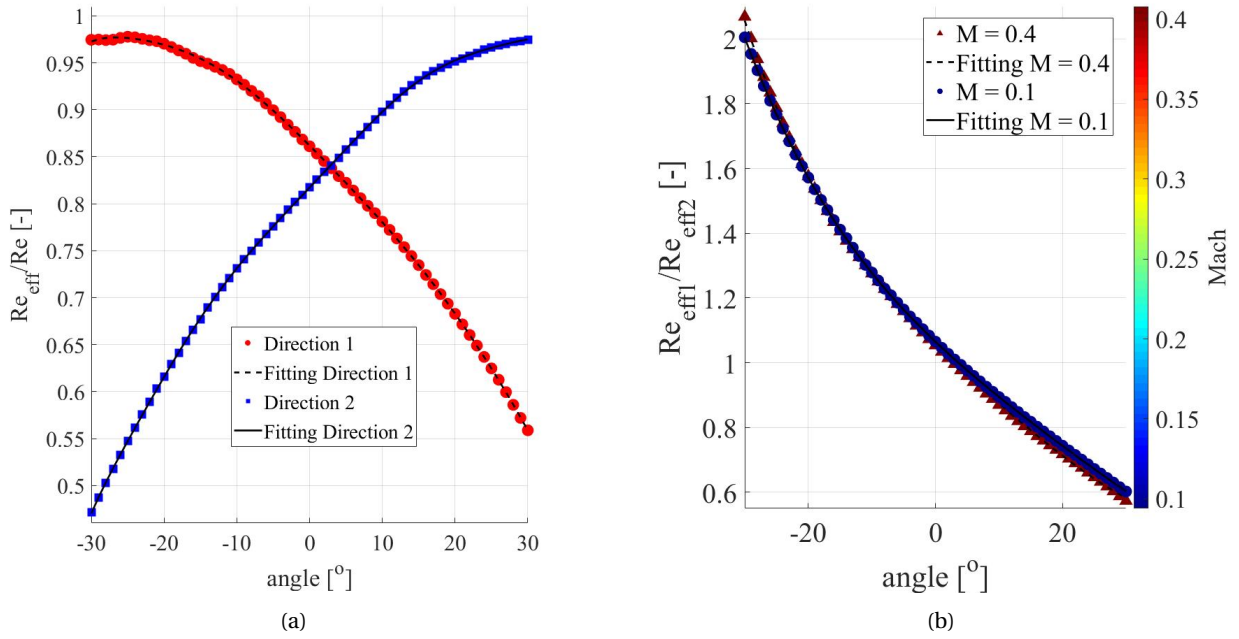 1
0.95
0.9
0.85
0.8
0.75
0.7
0.65
0.6
0.55
0.5
Re_eff/Re [-]
Direction 1
Fitting Direction 1
Direction 2
Fitting Direction 2
-30 -20 -10 0 10 20 30
angle [°]
(a)
2
1.8
1.6
1.4
1.2
1
0.8
0.6
Re_eff1/Re_eff2 [-]
M = 0.4
Fitting M = 0.4
M = 0.1
Fitting M = 0.1
-20 0 20
angle [°]
(b)
0.4
0.35
0.3
0.25
0.2
0.15
0.1
Mach